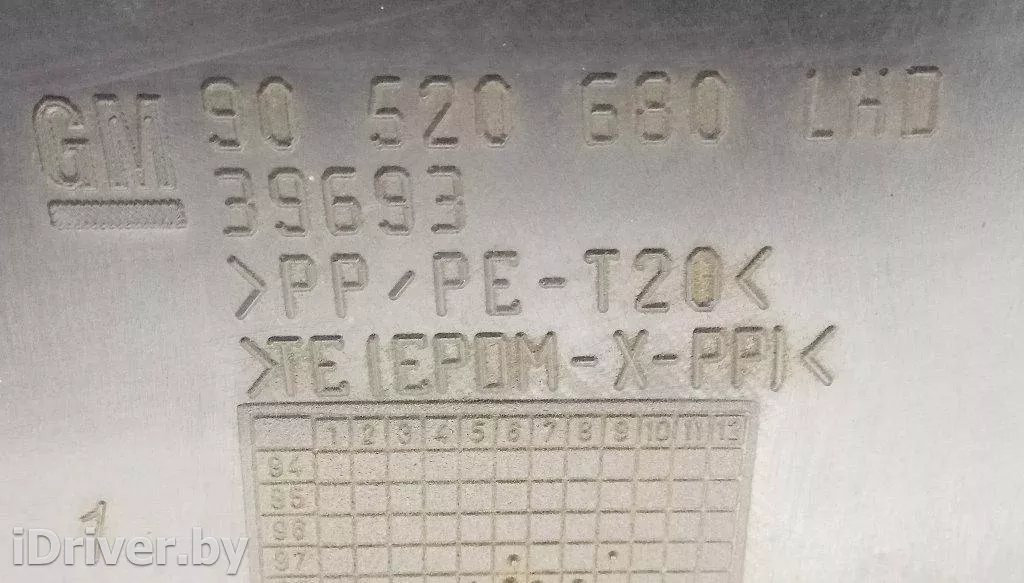 GM 90 520 680 LHD
39693
>PP/PE-T20<
>TE(EPDM-X-PP)<
1 2 3 4 5 6 7 8 9 10 11 12
94
95
96
97
1
iDriver.by